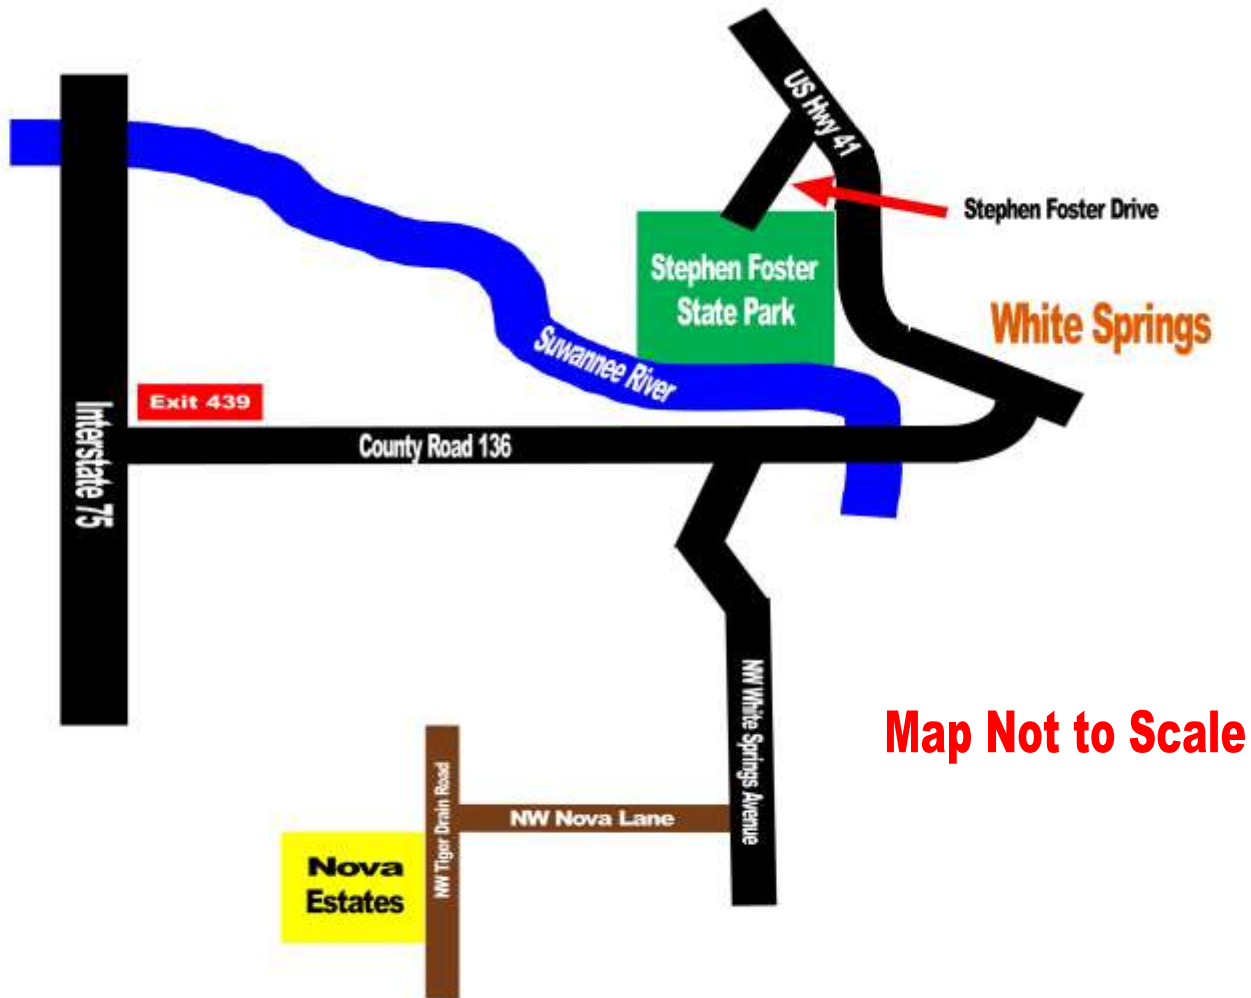 US Hwy 41
Stephen Foster Drive
Stephen Foster
State Park
White Springs
Suwannee River
Exit 439
Interstate 75
County Road 136
NW White Springs Avenue
Map Not to Scale
NW Tiger Drain Road
NW Nova Lane
Nova
Estates